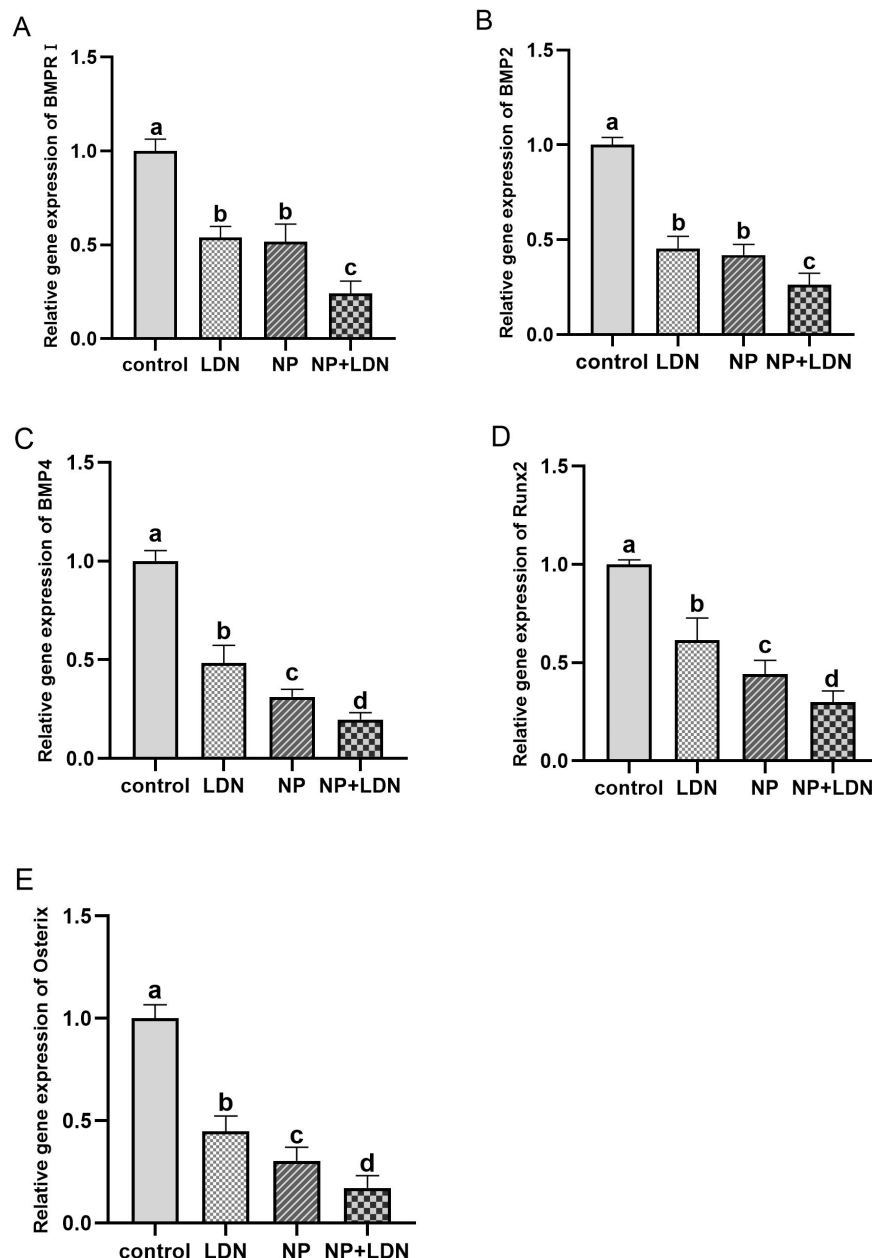 A
Relative gene expression of BMPR I
1.5
1.0
0.5
0.0
a
b
b
c
control LDN NP NP+LDN
B
Relative gene expression of BMP2
1.5
1.0
0.5
0.0
a
b
b
c
control LDN NP NP+LDN
C
Relative gene expression of BMP4
1.5
1.0
0.5
0.0
a
b
c
d
control LDN NP NP+LDN
D
Relative gene expression of Runx2
1.5
1.0
0.5
0.0
a
b
c
d
control LDN NP NP+LDN
E
Relative gene expression of Osterix
1.5
1.0
0.5
0.0
a
b
c
d
control LDN NP NP+LDN